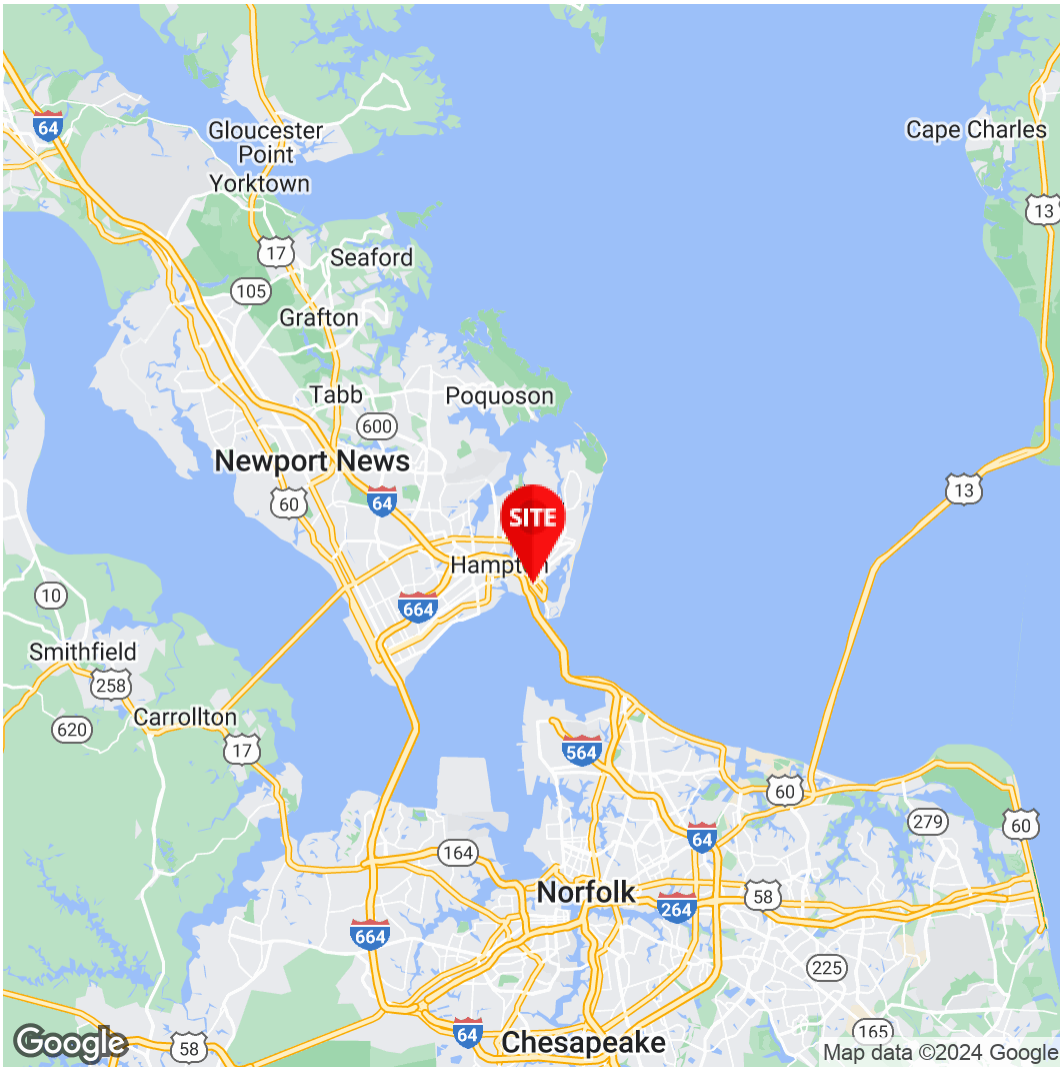 64
Gloucester
Point
Cape Charles
Yorktown
13
17
Seaford
105
Grafton
Tabb
Poquoson
600
Newport News
60
64
13
SITE
Hampton
664
10
Smithfield
258
Carrollton
620
17
564
60
279
60
64
164
Norfolk
58
264
664
225
64
Chesapeake
165
58
Google
Map data ©2024 Google